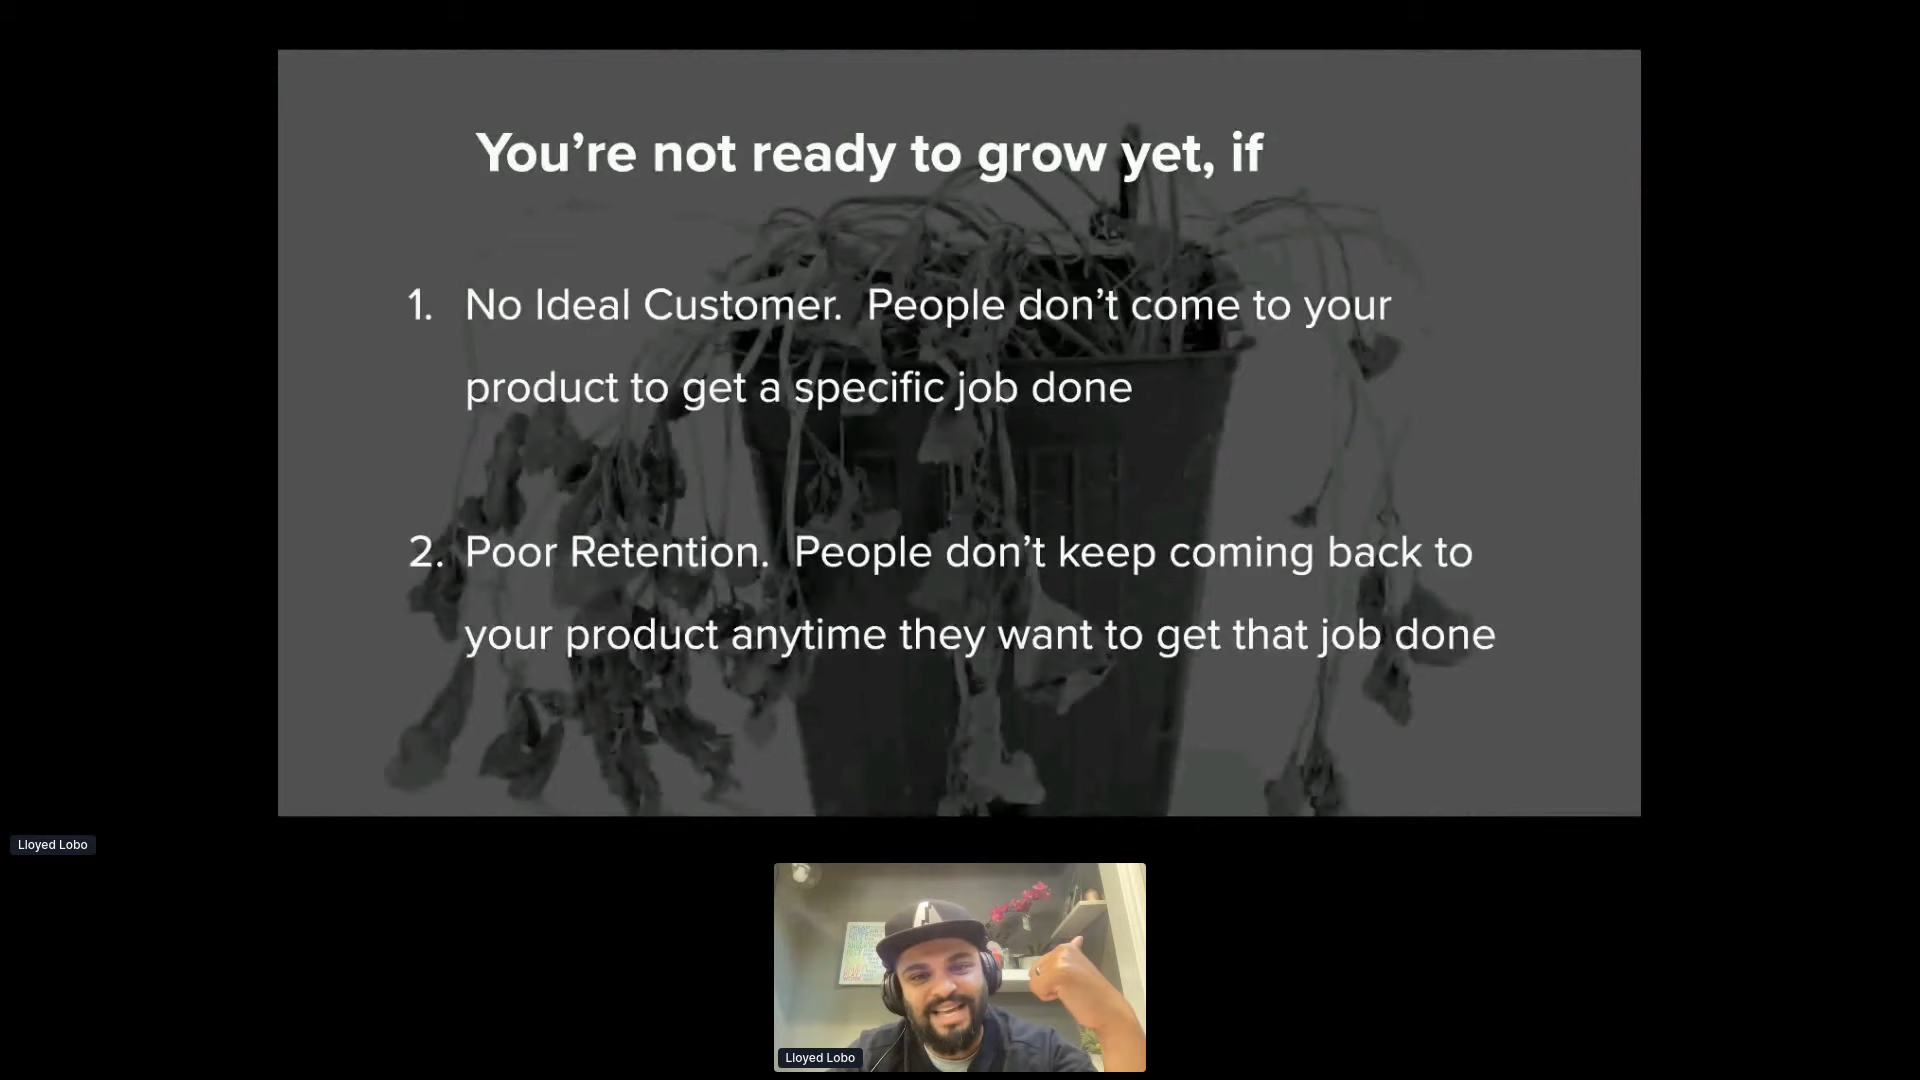 You’re not ready to grow yet, if
1. No Ideal Customer. People don’t come to your
product to get a specific job done
2. Poor Retention. People don’t keep coming back to
your product anytime they want to get that job done
Lloyed Lobo
Lloyed Lobo